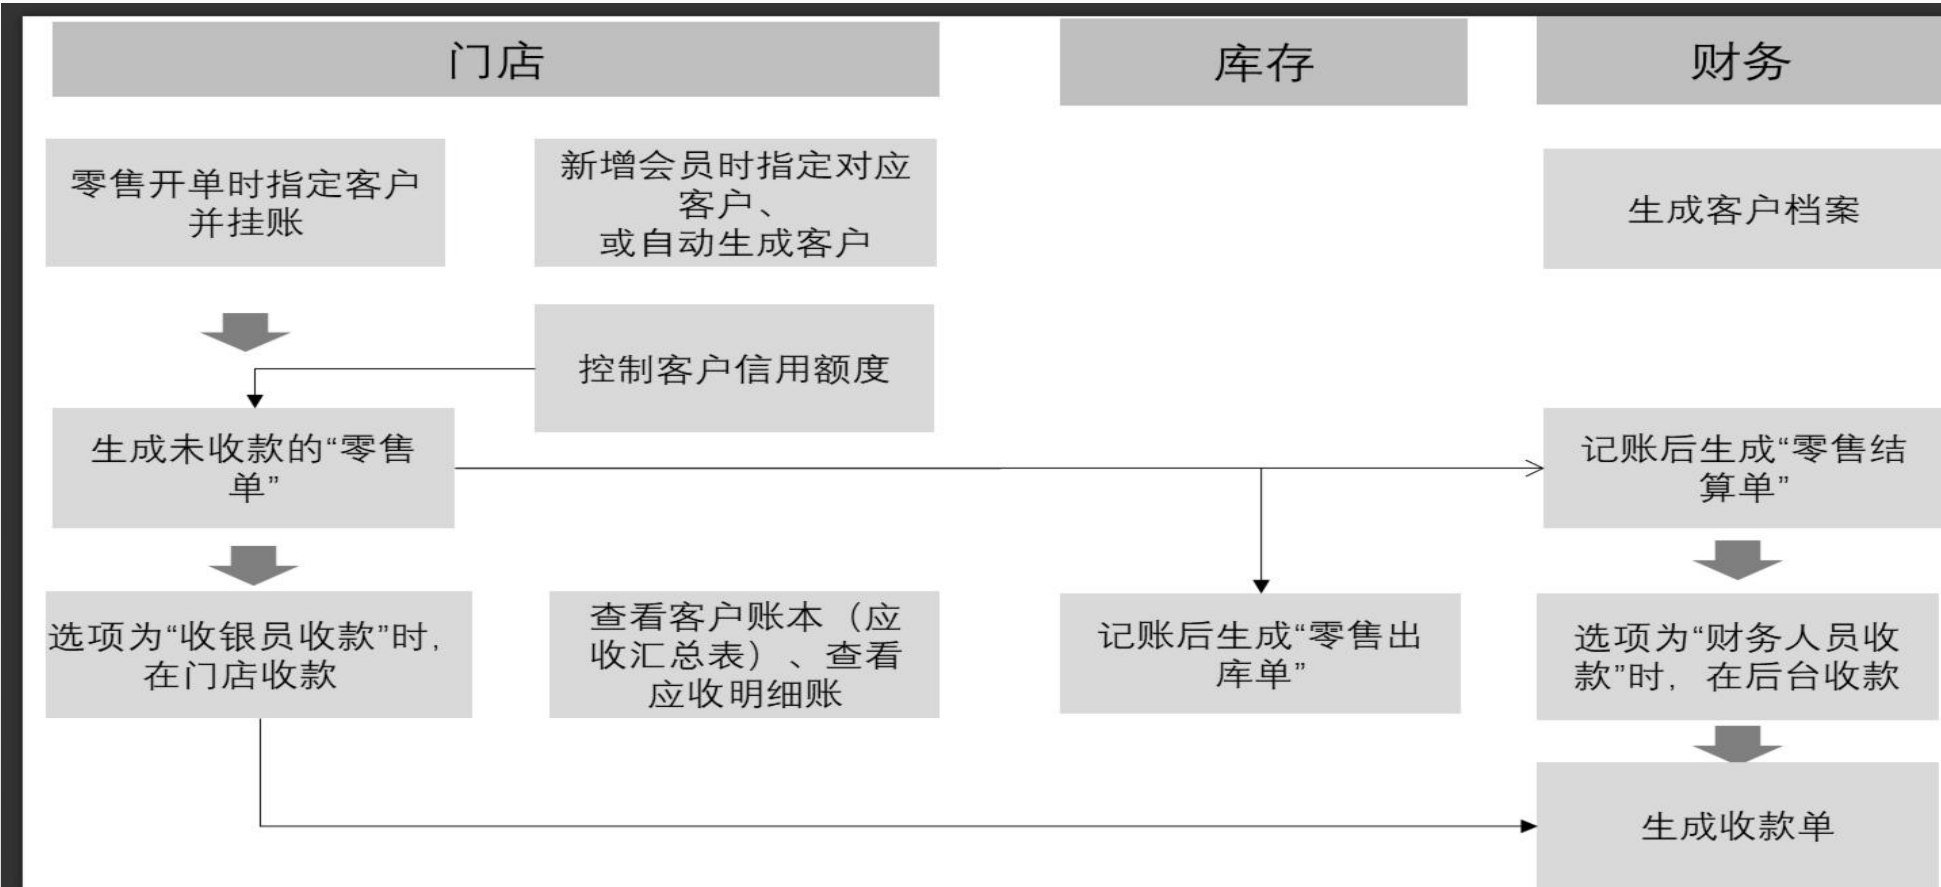 门店
库存
财务
零售开单时指定客户
并挂账
新增会员时指定对应
客户、
或自动生成客户
生成客户档案
控制客户信用额度
生成未收款的“零售
单”
记账后生成“零售结
算单”
选项为“收银员收款”时,
在门店收款
查看客户账本（应
收汇总表）、查看
应收明细账
记账后生成“零售出
库单”
选项为“财务人员收
款”时, 在后台收款
生成收款单